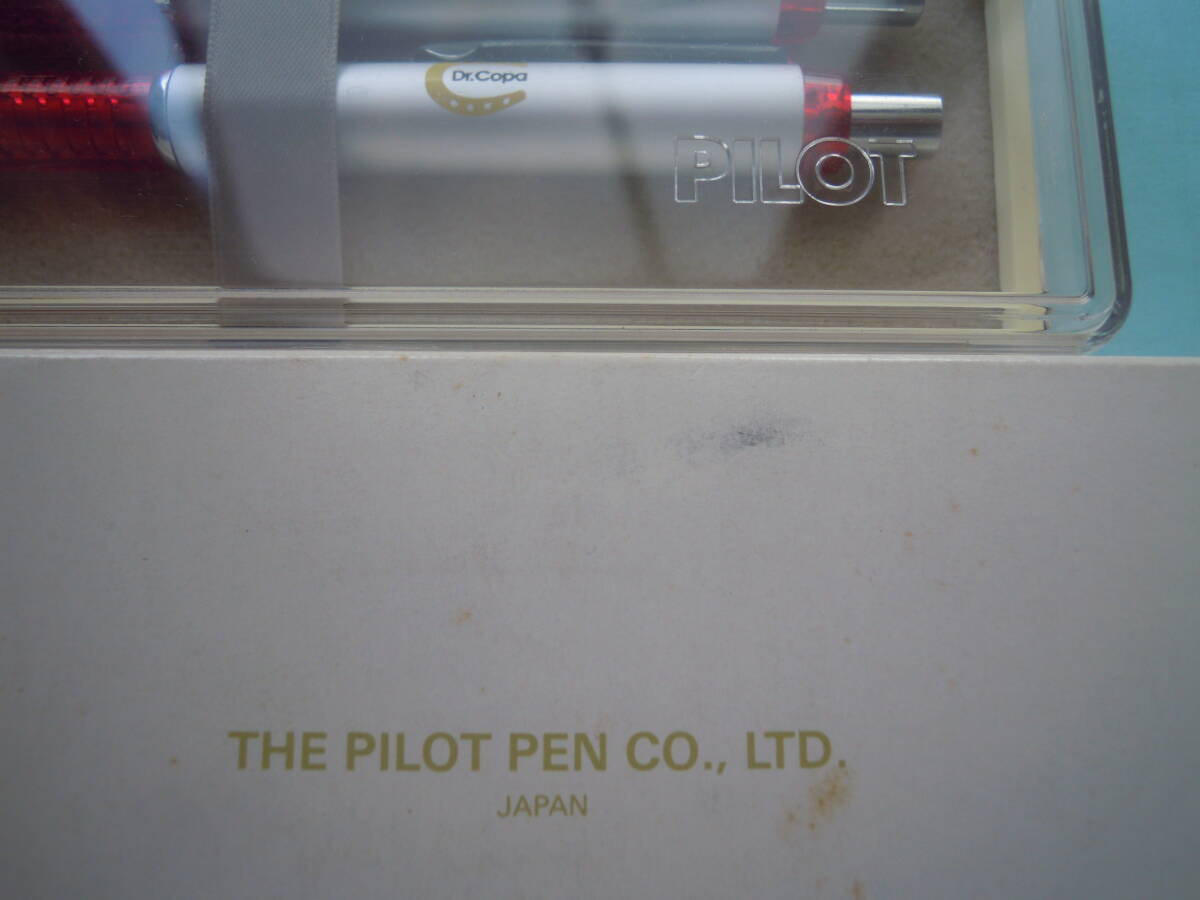 Dr.Copa
PILOT
THE PILOT PEN CO., LTD.
JAPAN